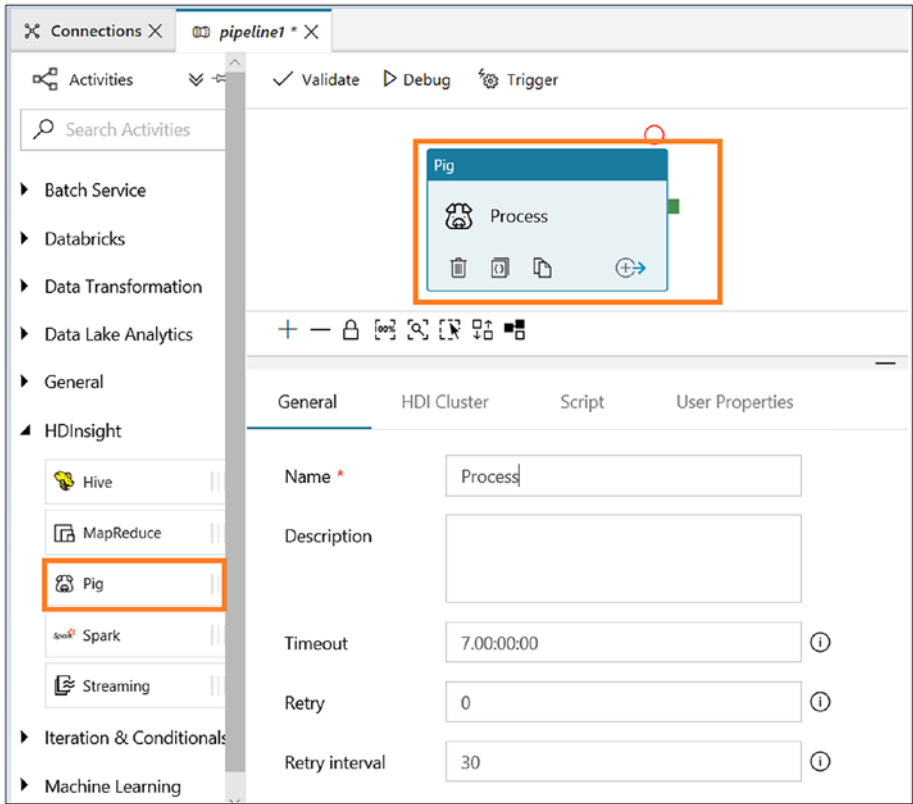 Connections
pipeline1 *
Activities
Validate
Debug
Trigger
Search Activities
Batch Service
Databricks
Data Transformation
Data Lake Analytics
General
HDInsight
Hive
MapReduce
Pig
Spark Spark
Streaming
Iteration & Conditionals
Machine Learning
Pig
Process
100%
General
HDI Cluster
Script
User Properties
Name *
Process
Description
Timeout
7.00:00:00
Retry
0
Retry interval
30